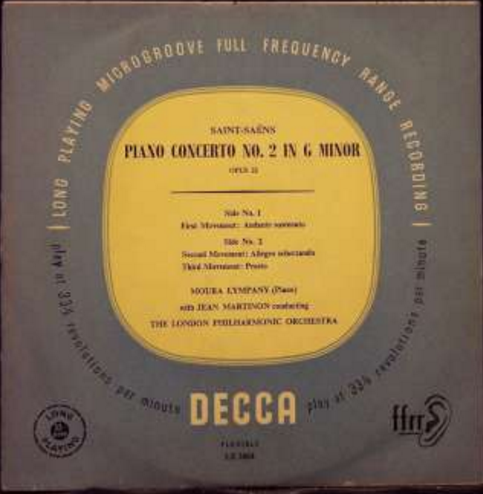 LONG PLAYING MICROGROOVE FULL FREQUENCY RANGE RECORDING
SAINT-SAËNS
PIANO CONCERTO NO. 2 IN G MINOR
OPUS 22
Side No. 1
First Movement: Andante sostenuto
Side No. 2
Second Movement: Allegro scherzando
Third Movement: Presto
MOURA LYMPANY (Piano)
with JEAN MARTINON conducting
THE LONDON PHILHARMONIC ORCHESTRA
play at 33⅓ revolutions per minute
DECCA
play at 33⅓ revolutions per minute
LONG PLAYING
ffrr
FLEXIBLE